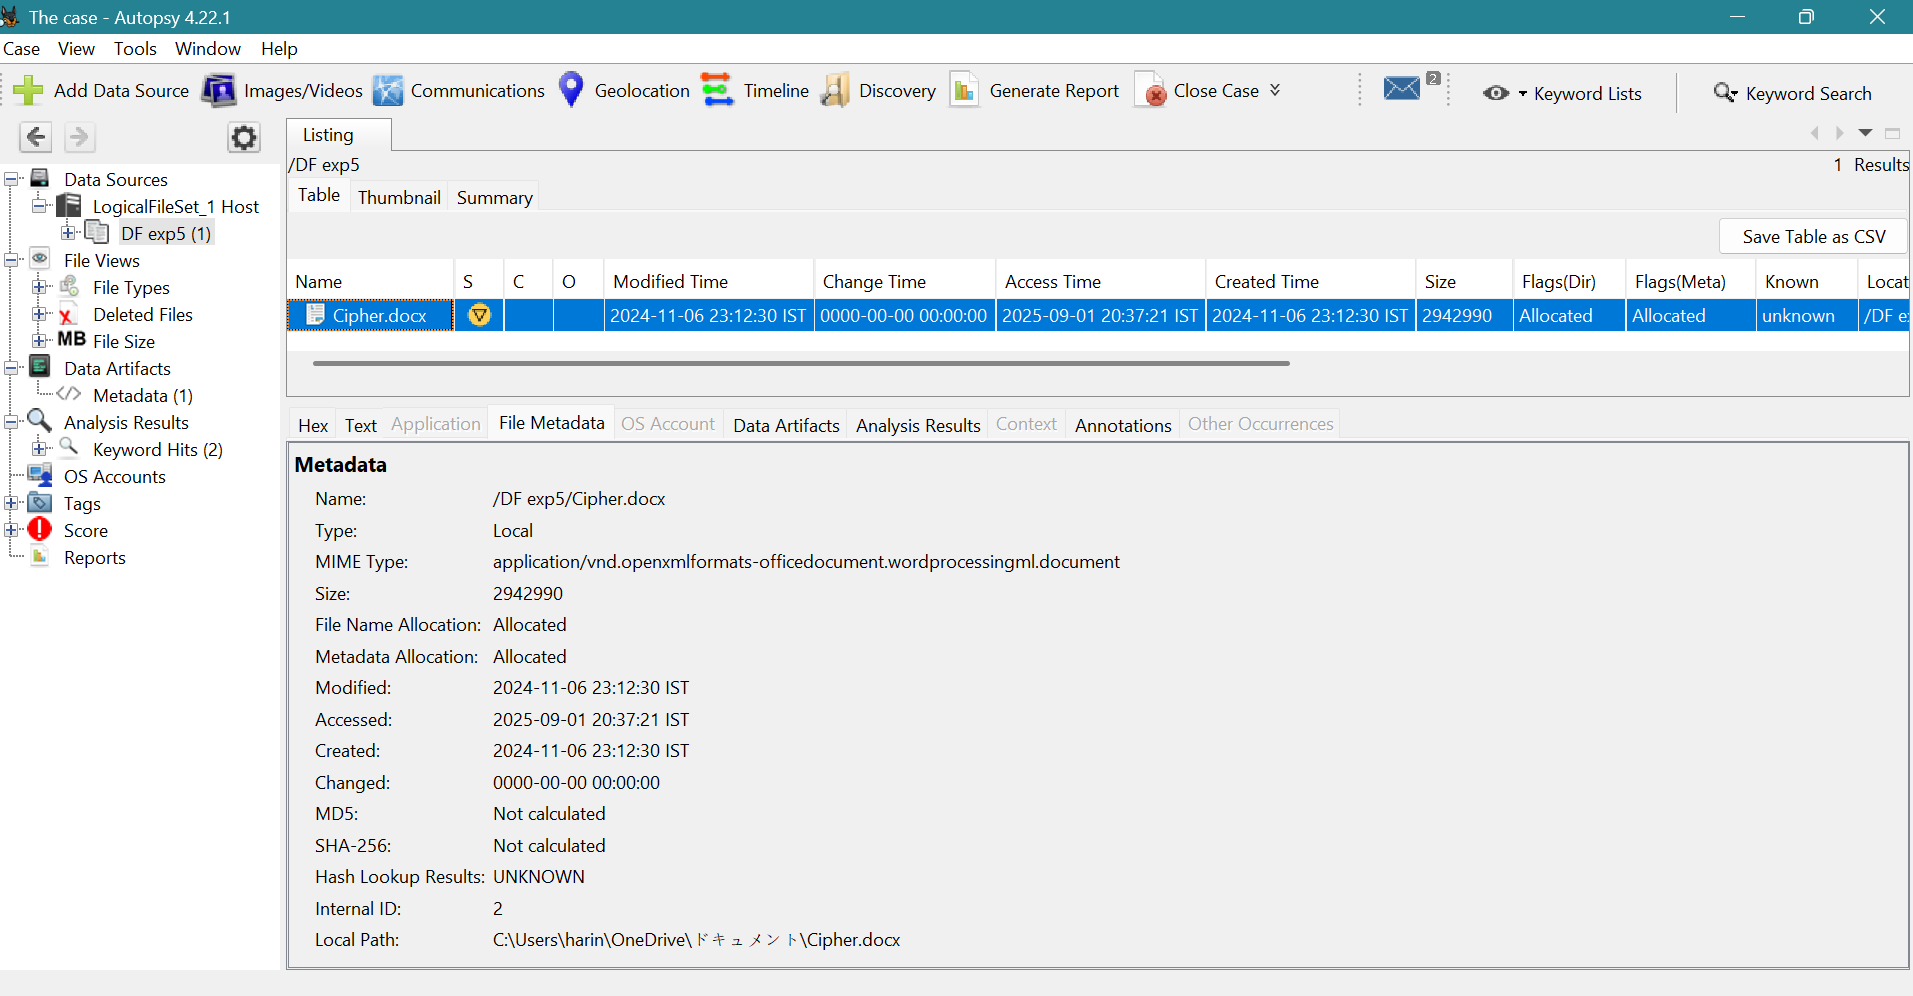 The case - Autopsy 4.22.1
Case View Tools Window Help
Add Data Source Images/Videos Communications Geolocation Timeline Discovery Generate Report Close Case 2 Keyword Lists Keyword Search
Listing
/DF exp5 1 Results
Table Thumbnail Summary
Save Table as CSV
Name S C O Modified Time Change Time Access Time Created Time Size Flags(Dir) Flags(Meta) Known Locat
Cipher.docx 2024-11-06 23:12:30 IST 0000-00-00 00:00:00 2025-09-01 20:37:21 IST 2024-11-06 23:12:30 IST 2942990 Allocated Allocated unknown /DF e
Data Sources
LogicalFileSet_1 Host
DF exp5 (1)
File Views
File Types
Deleted Files
MB File Size
Data Artifacts
Metadata (1)
Analysis Results
Keyword Hits (2)
OS Accounts
Tags
Score
Reports
Hex Text Application File Metadata OS Account Data Artifacts Analysis Results Context Annotations Other Occurrences
Metadata
Name: /DF exp5/Cipher.docx
Type: Local
MIME Type: application/vnd.openxmlformats-officedocument.wordprocessingml.document
Size: 2942990
File Name Allocation: Allocated
Metadata Allocation: Allocated
Modified: 2024-11-06 23:12:30 IST
Accessed: 2025-09-01 20:37:21 IST
Created: 2024-11-06 23:12:30 IST
Changed: 0000-00-00 00:00:00
MD5: Not calculated
SHA-256: Not calculated
Hash Lookup Results: UNKNOWN
Internal ID: 2
Local Path: C:\Users\harin\OneDrive\ドキュメント\Cipher.docx